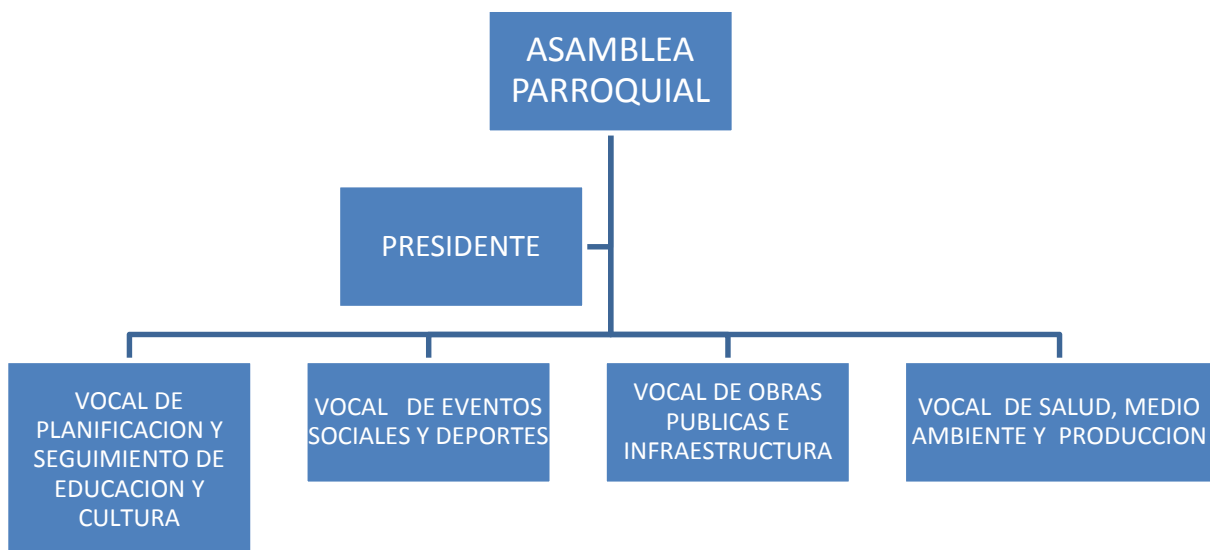 ASAMBLEA
PARROQUIAL
PRESIDENTE
VOCAL DE
PLANIFICACION Y
SEGUIMIENTO DE
EDUCACION Y
CULTURA
VOCAL DE EVENTOS
SOCIALES Y DEPORTES
VOCAL DE OBRAS
PUBLICAS E
INFRAESTRUCTURA
VOCAL DE SALUD, MEDIO
AMBIENTE Y PRODUCCION